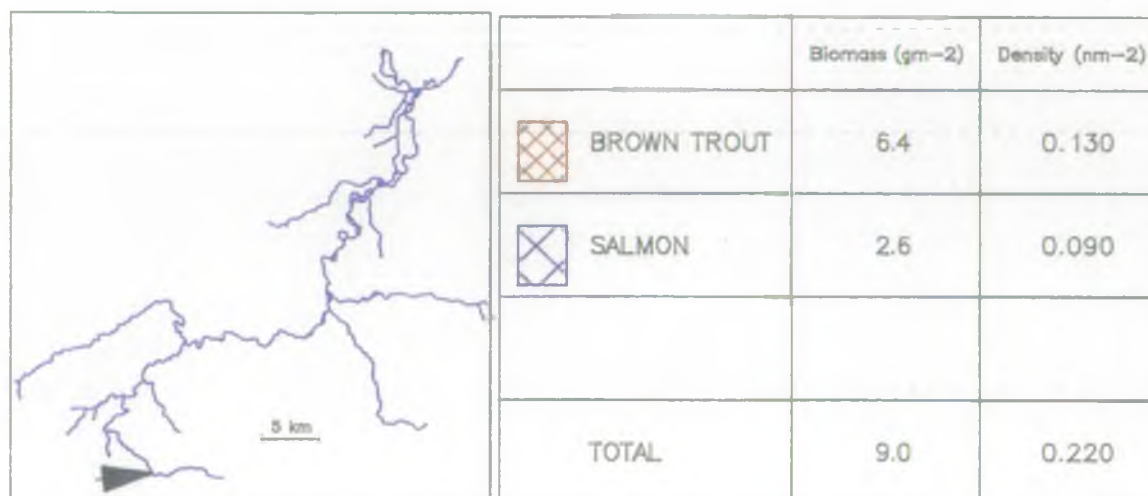 5 km
Biomass (gm-2) Density (nm-2)
BROWN TROUT 6.4 0.130
SALMON 2.6 0.090
TOTAL 9.0 0.220